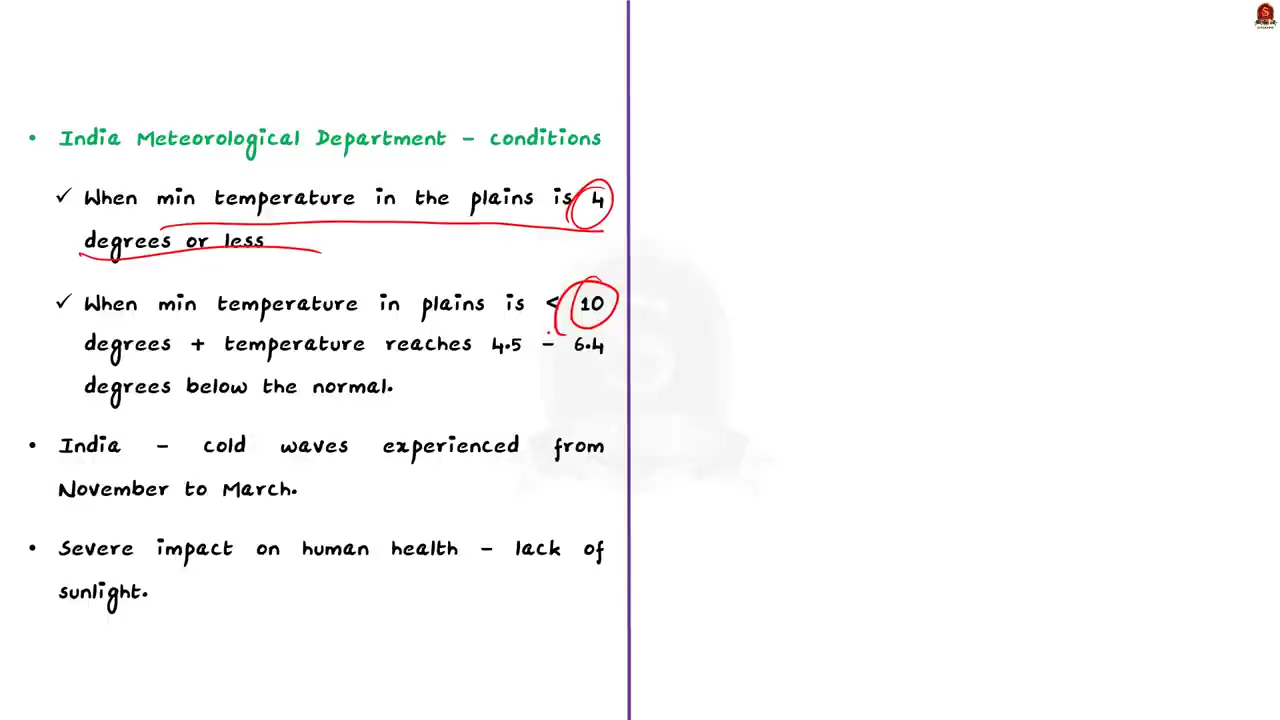 • India Meteorological Department – conditions
✓ When min temperature in the plains is 4
degrees or less
✓ When min temperature in plains is < 10
degrees + temperature reaches 4.5 – 6.4
degrees below the normal.
• India – cold waves experienced from
November to March.
• Severe impact on human health – lack of
sunlight.